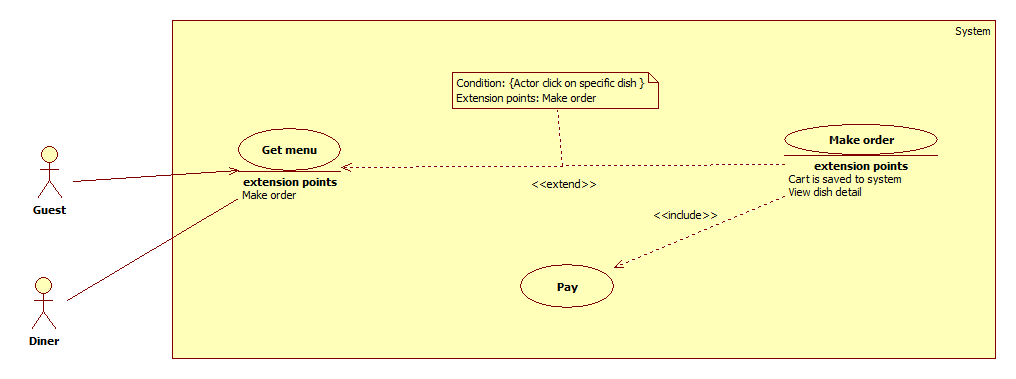 System
Condition: {Actor click on specific dish }
Extension points: Make order
Get menu
extension points
Make order
Make order
extension points
Cart is saved to system
View dish detail
<<extend>>
<<include>>
Guest
Pay
Diner